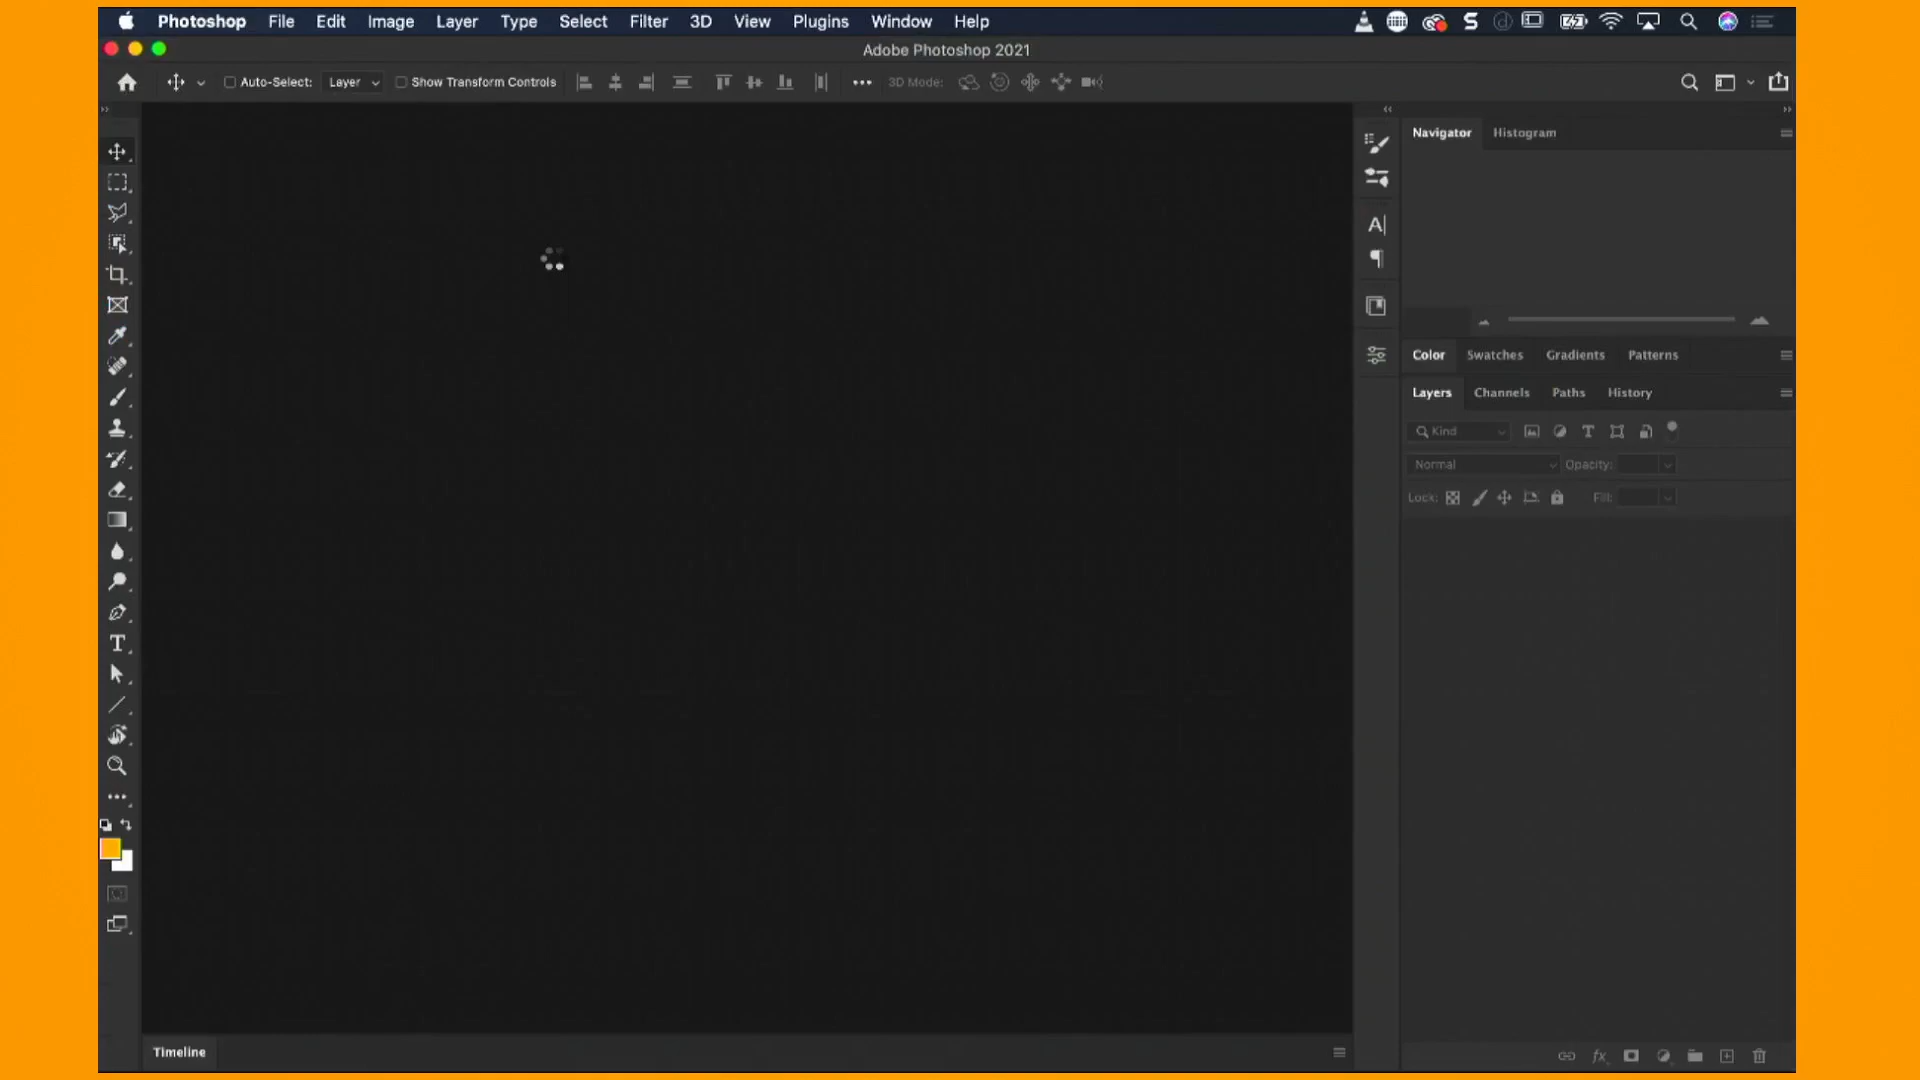 Photoshop File Edit Image Layer Type Select Filter 3D View Plugins Window Help
Adobe Photoshop 2021
Auto-Select: Layer Show Transform Controls 3D Mode:
Navigator Histogram
Color Swatches Gradients Patterns
Layers Channels Paths History
Kind
Normal Opacity:
Lock: Fill:
Timeline